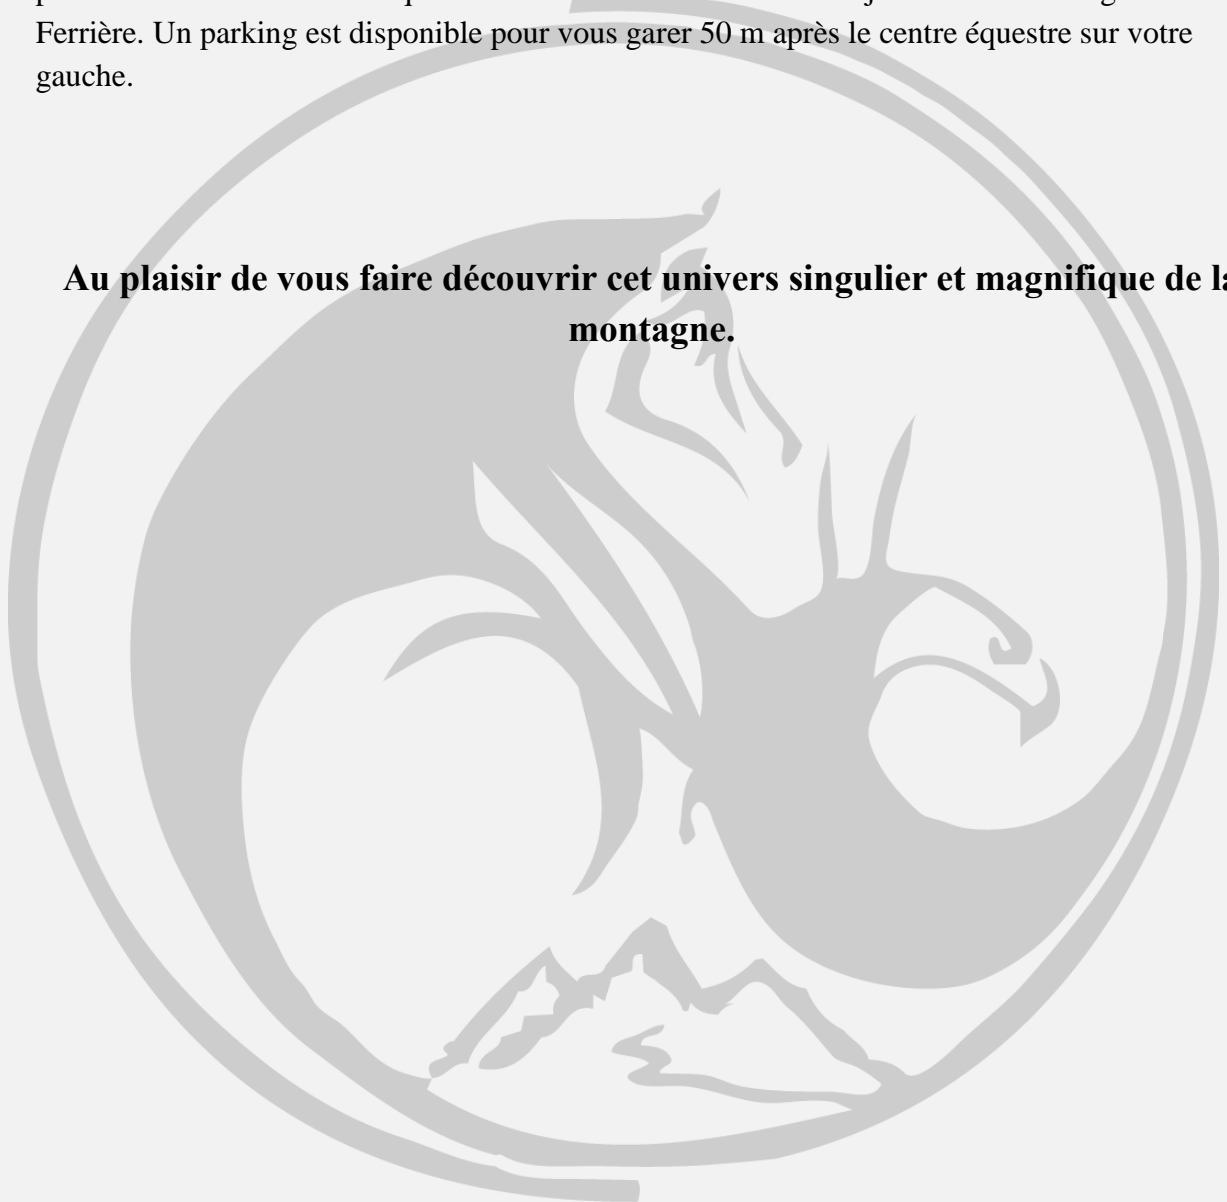 Ferrière. Un parking est disponible pour vous garer 50 m après le centre équestre sur votre
gauche.
Au plaisir de vous faire découvrir cet univers singulier et magnifique de la
montagne.